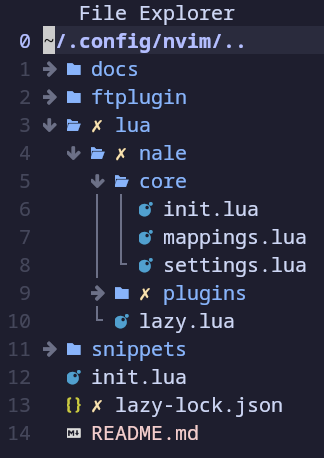 File Explorer
0 ~/.config/nvim/..
1 docs
2 ftplugin
3 ✗ lua
4 ✗ nale
5 core
6 init.lua
7 mappings.lua
8 settings.lua
9 ✗ plugins
10 lazy.lua
11 snippets
12 init.lua
13 {} ✗ lazy-lock.json
14 README.md